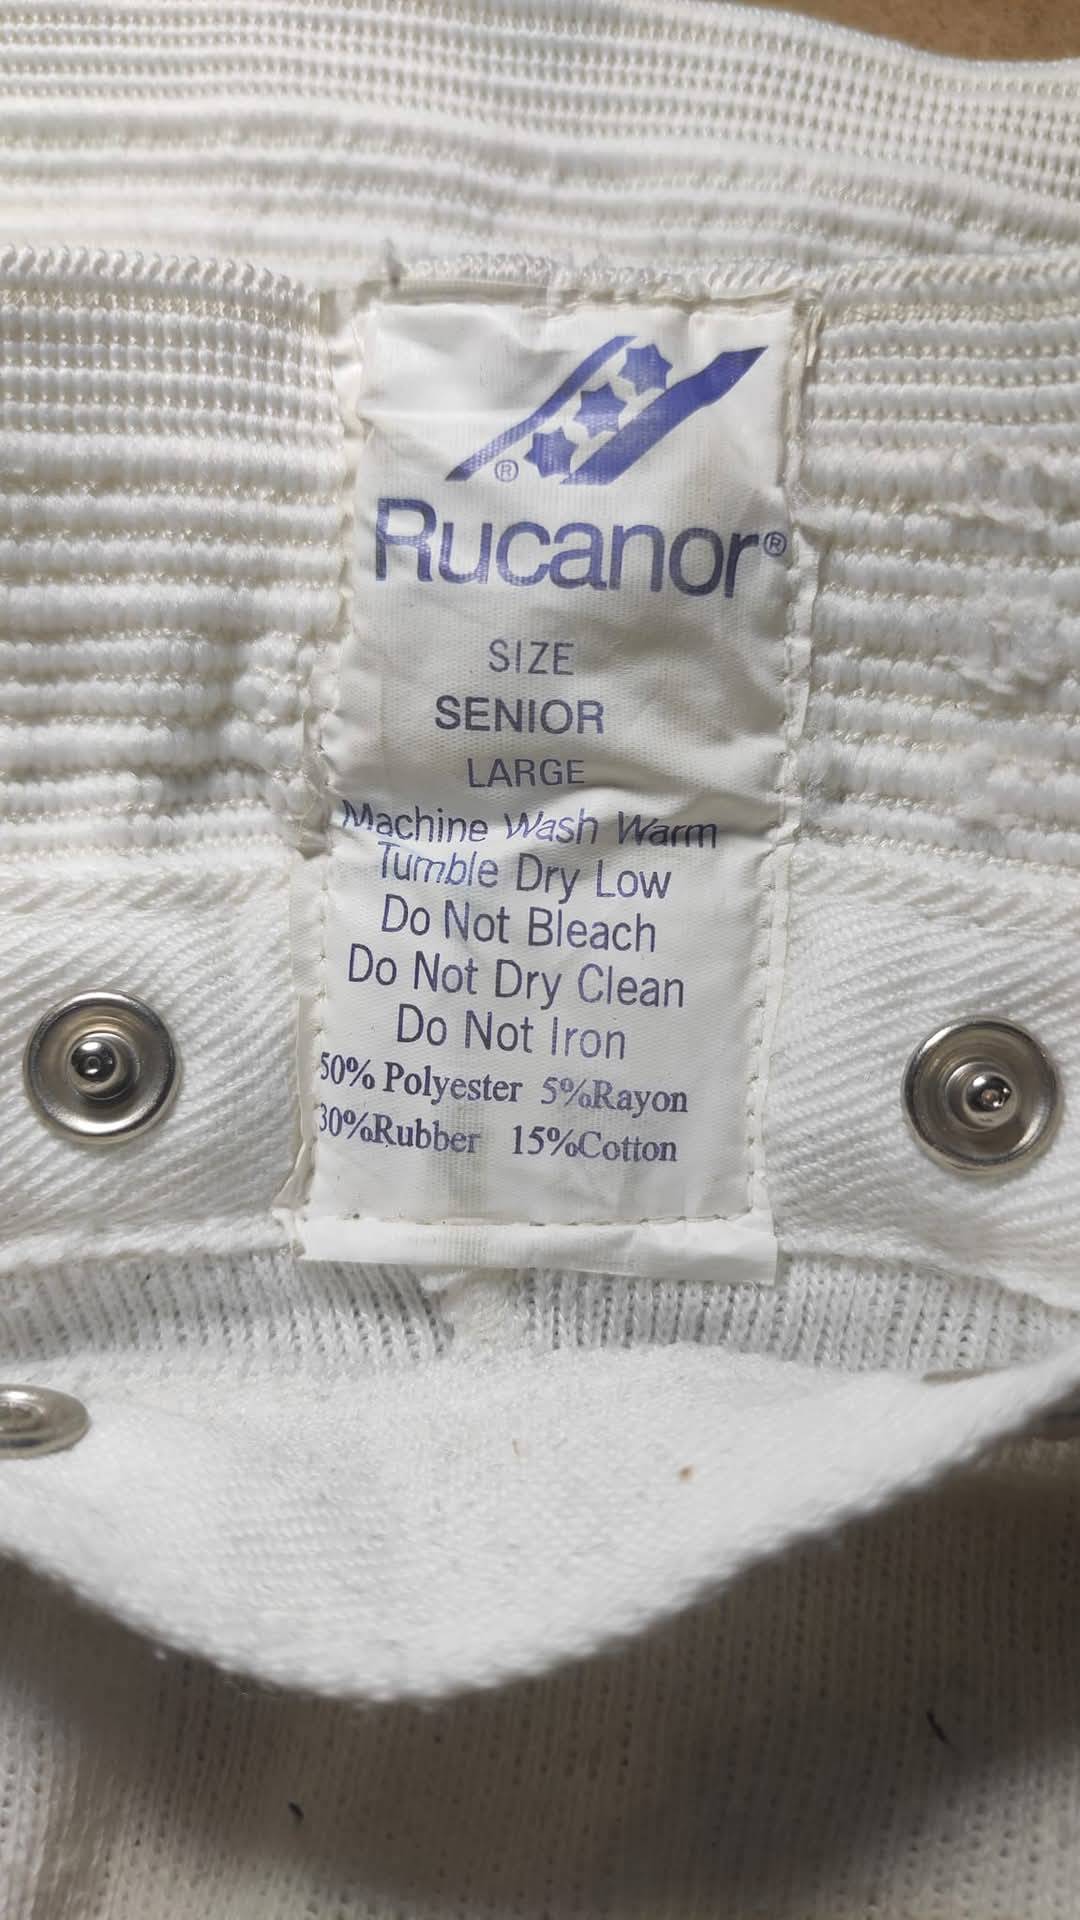 ®
Rucanor®
SIZE
SENIOR
LARGE
Machine Wash Warm
Tumble Dry Low
Do Not Bleach
Do Not Dry Clean
Do Not Iron
50% Polyester 5%Rayon
30%Rubber 15%Cotton